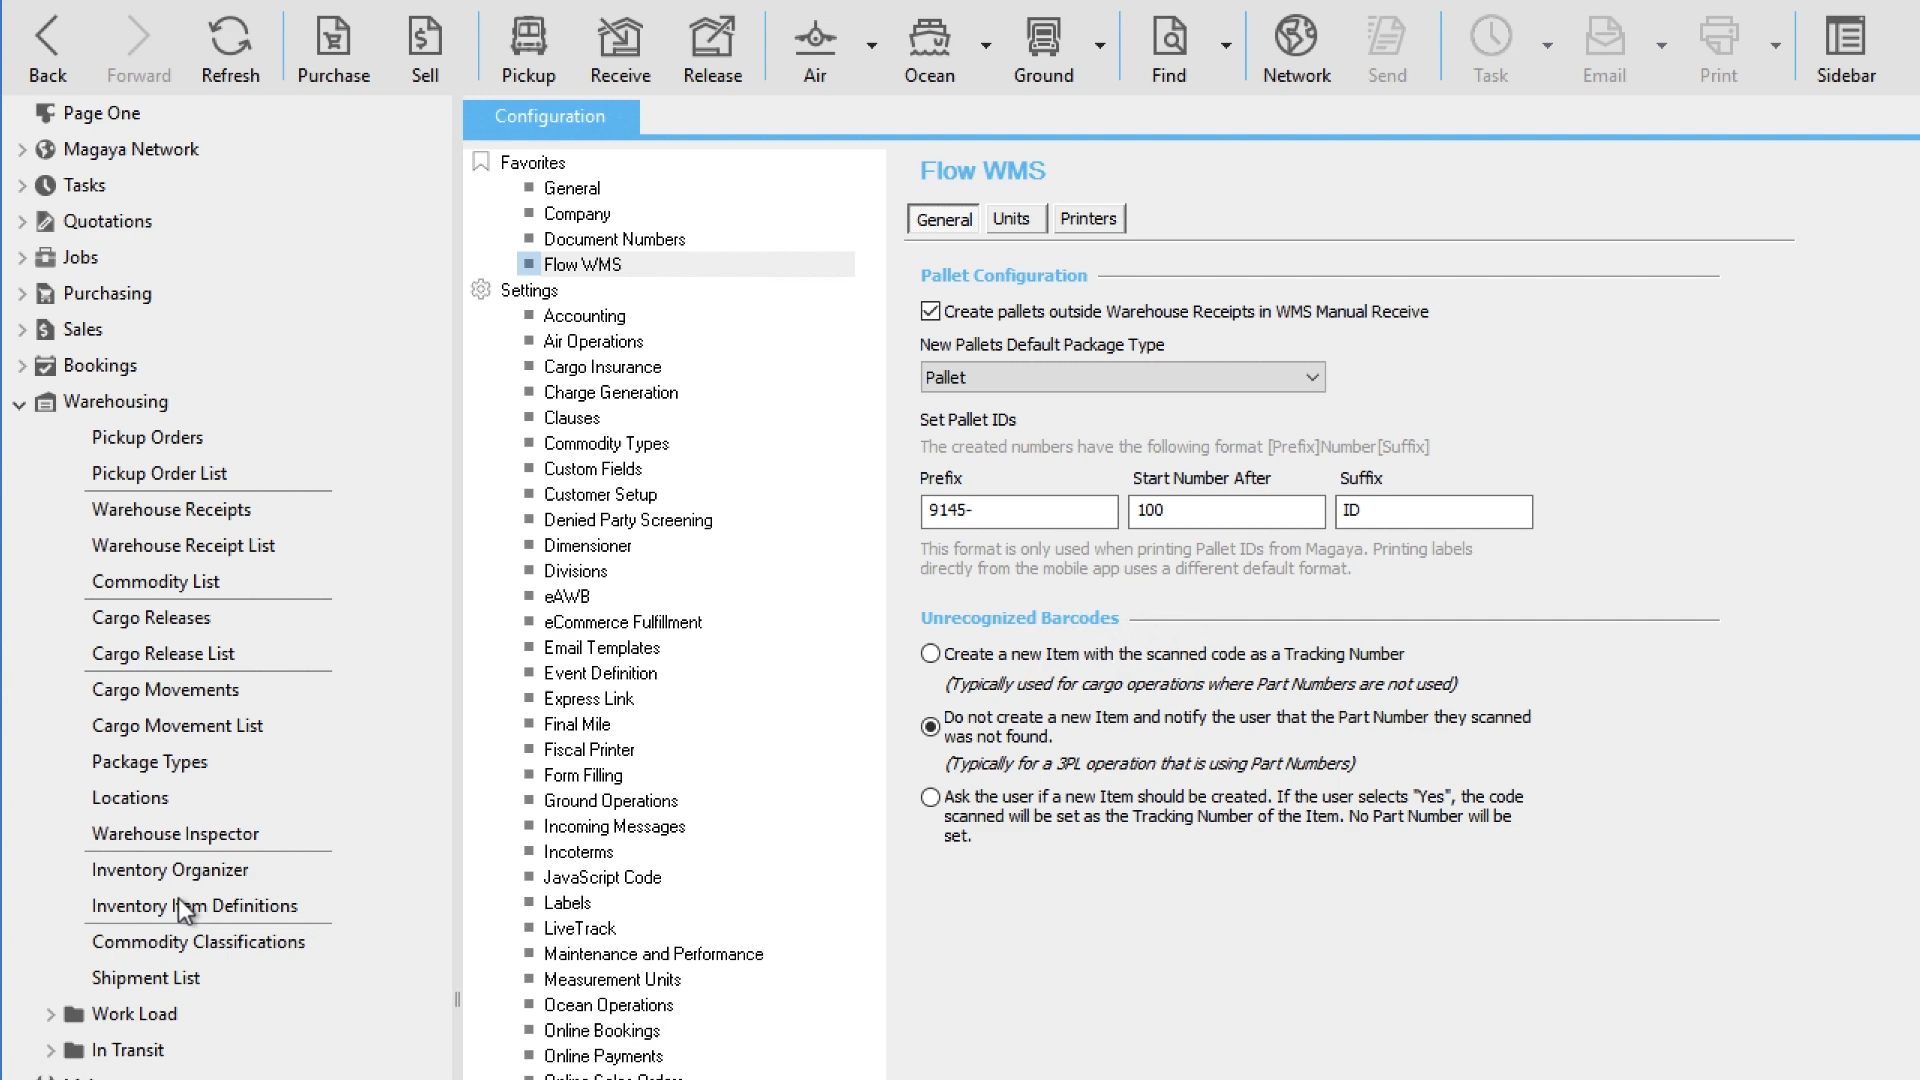 Back
Forward
Refresh
Purchase
Sell
Pickup
Receive
Release
Air
Ocean
Ground
Find
Network
Send
Task
Email
Print
Sidebar
Page One
Magaya Network
Tasks
Quotations
Jobs
Purchasing
Sales
Bookings
Warehousing
Pickup Orders
Pickup Order List
Warehouse Receipts
Warehouse Receipt List
Commodity List
Cargo Releases
Cargo Release List
Cargo Movements
Cargo Movement List
Package Types
Locations
Warehouse Inspector
Inventory Organizer
Inventory Item Definitions
Commodity Classifications
Shipment List
Work Load
In Transit
Configuration
Favorites
General
Company
Document Numbers
Flow WMS
Settings
Accounting
Air Operations
Cargo Insurance
Charge Generation
Clauses
Commodity Types
Custom Fields
Customer Setup
Denied Party Screening
Dimensioner
Divisions
eAWB
eCommerce Fulfillment
Email Templates
Event Definition
Express Link
Final Mile
Fiscal Printer
Form Filling
Ground Operations
Incoming Messages
Incoterms
JavaScript Code
Labels
LiveTrack
Maintenance and Performance
Measurement Units
Ocean Operations
Online Bookings
Online Payments
Flow WMS
General
Units
Printers
Pallet Configuration
Create pallets outside Warehouse Receipts in WMS Manual Receive
New Pallets Default Package Type
Pallet
Set Pallet IDs
The created numbers have the following format [Prefix]Number[Suffix]
Prefix
Start Number After
Suffix
9145-
100
ID
This format is only used when printing Pallet IDs from Magaya. Printing labels
directly from the mobile app uses a different default format.
Unrecognized Barcodes
Create a new Item with the scanned code as a Tracking Number
(Typically used for cargo operations where Part Numbers are not used)
Do not create a new Item and notify the user that the Part Number they scanned
was not found.
(Typically for a 3PL operation that is using Part Numbers)
Ask the user if a new Item should be created. If the user selects "Yes", the code
scanned will be set as the Tracking Number of the Item. No Part Number will be
set.